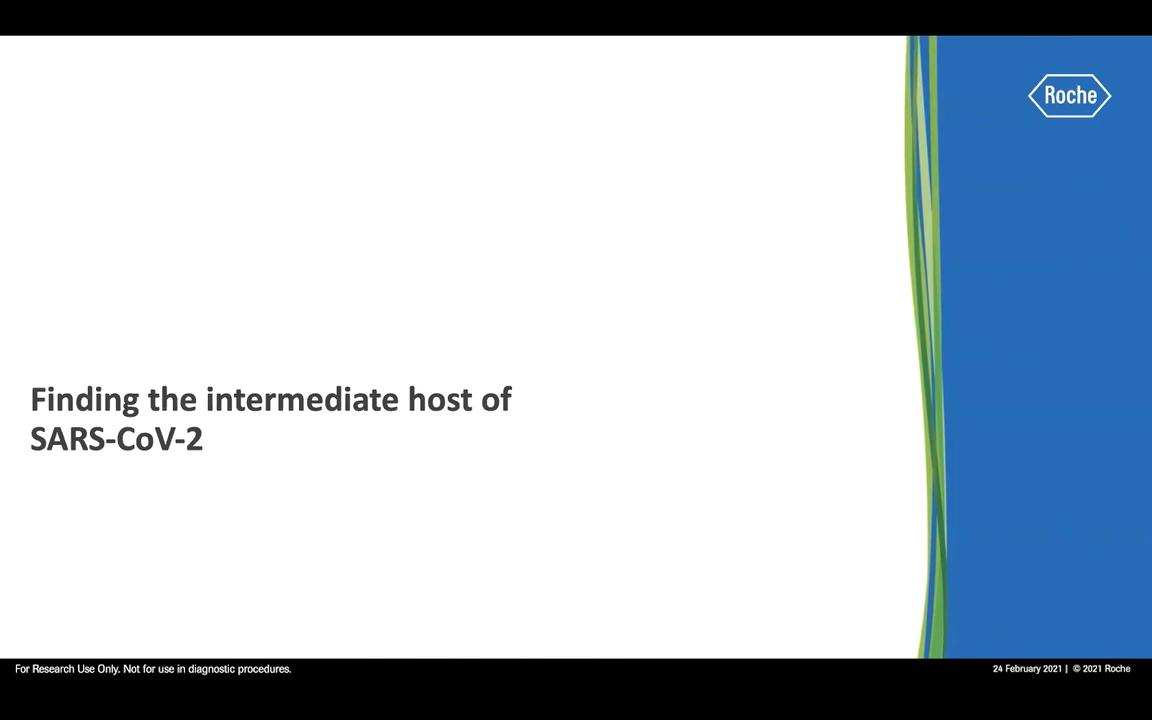 Roche
Finding the intermediate host of
SARS-CoV-2
For Research Use Only. Not for use in diagnostic procedures.
24 February 2021 | © 2021 Roche